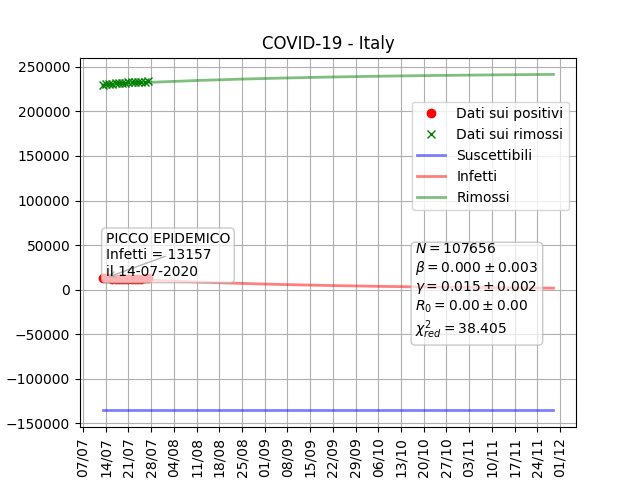 COVID-19 - Italy
250000
200000
150000
100000
50000
0
−50000
−100000
−150000
Dati sui positivi
Dati sui rimossi
Suscettibili
Infetti
Rimossi
PICCO EPIDEMICO
Infetti = 13157
il 14-07-2020
N = 107656
β = 0.000 ± 0.003
γ = 0.015 ± 0.002
R₀ = 0.00 ± 0.00
χ²_red = 38.405
07/07
14/07
21/07
28/07
04/08
11/08
18/08
25/08
01/09
08/09
15/09
22/09
29/09
06/10
13/10
20/10
27/10
03/11
10/11
17/11
24/11
01/12